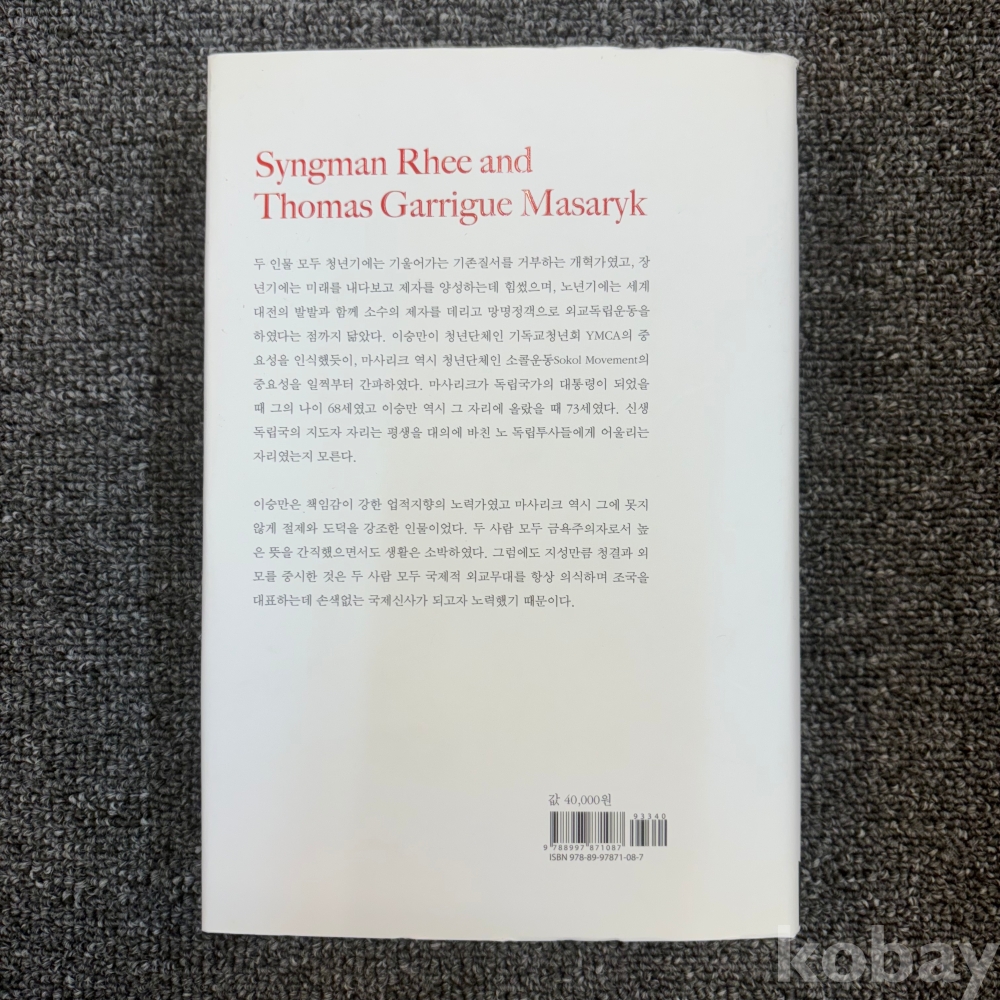 Syngman Rhee and
Thomas Garrigue Masaryk
두 인물 모두 청년기에는 기울어가는 기존질서를 거부하는 개혁가였고, 장
년기에는 미래를 내다보고 제자를 양성하는데 힘썼으며, 노년기에는 세계
대전의 발발과 함께 소수의 제자를 데리고 망명정객으로 외교독립운동을
하였다는 점까지 닮았다. 이승만이 청년단체인 기독교청년회 YMCA의 중
요성을 인식했듯이, 마사리크 역시 청년단체인 소콜운동Sokol Movement의
중요성을 일찍부터 간파하였다. 마사리크가 독립국가의 대통령이 되었을
때 그의 나이 68세였고 이승만 역시 그 자리에 올랐을 때 73세였다. 신생
독립국의 지도자 자리는 평생을 대의에 바친 노 독립투사들에게 어울리는
자리였는지 모른다.
이승만은 책임감이 강한 업적지향의 노력가였고 마사리크 역시 그에 못지
않게 절제와 도덕을 강조한 인물이었다. 두 사람 모두 금욕주의자로서 높
은 뜻을 간직했으면서도 생활은 소박하였다. 그럼에도 지성만큼 청결과 외
모를 중시한 것은 두 사람 모두 국제적 외교무대를 항상 의식하며 조국을
대표하는데 손색없는 국제신사가 되고자 노력했기 때문이다.
값 40,000원
93340
9 788997 871087
ISBN 978-89-97871-08-7
kobay